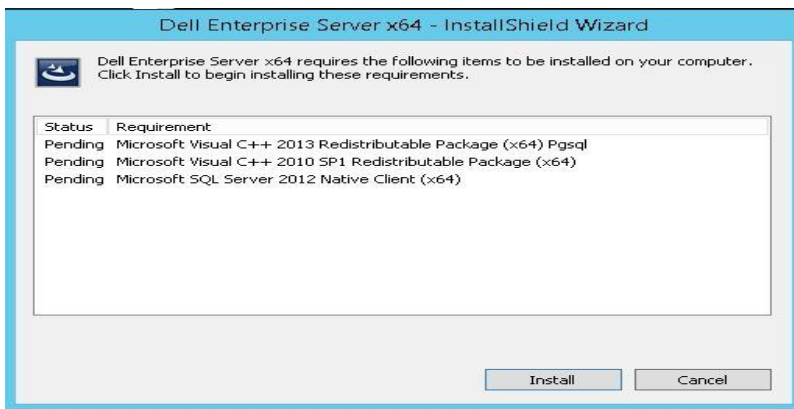 Dell Enterprise Server x64 - InstallShield Wizard
Dell Enterprise Server x64 requires the following items to be installed on your computer.
Click Install to begin installing these requirements.
Status Requirement
Pending Microsoft Visual C++ 2013 Redistributable Package (x64) Pgsql
Pending Microsoft Visual C++ 2010 SP1 Redistributable Package (x64)
Pending Microsoft SQL Server 2012 Native Client (x64)
Install Cancel